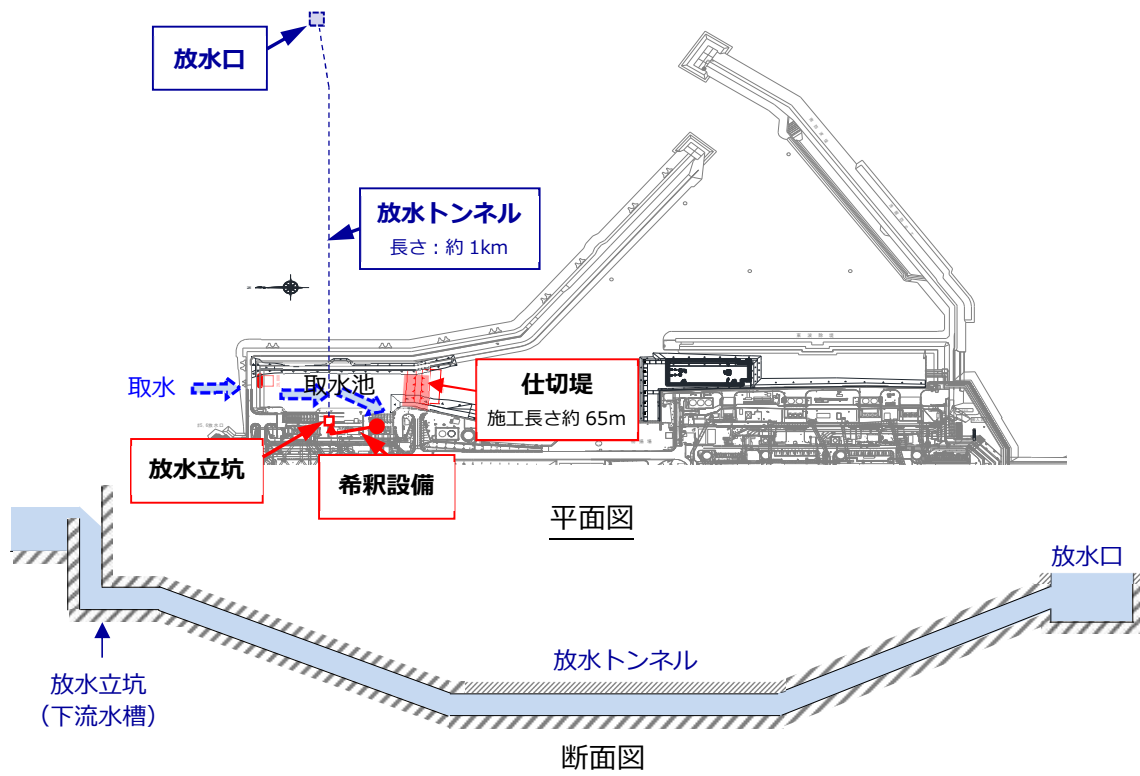 放水口
放水トンネル
長さ：約 1km
取水
取水池
仕切堤
施工長さ約 65m
放水立坑
希釈設備
平面図
放水口
放水トンネル
放水立坑
（下流水槽）
断面図